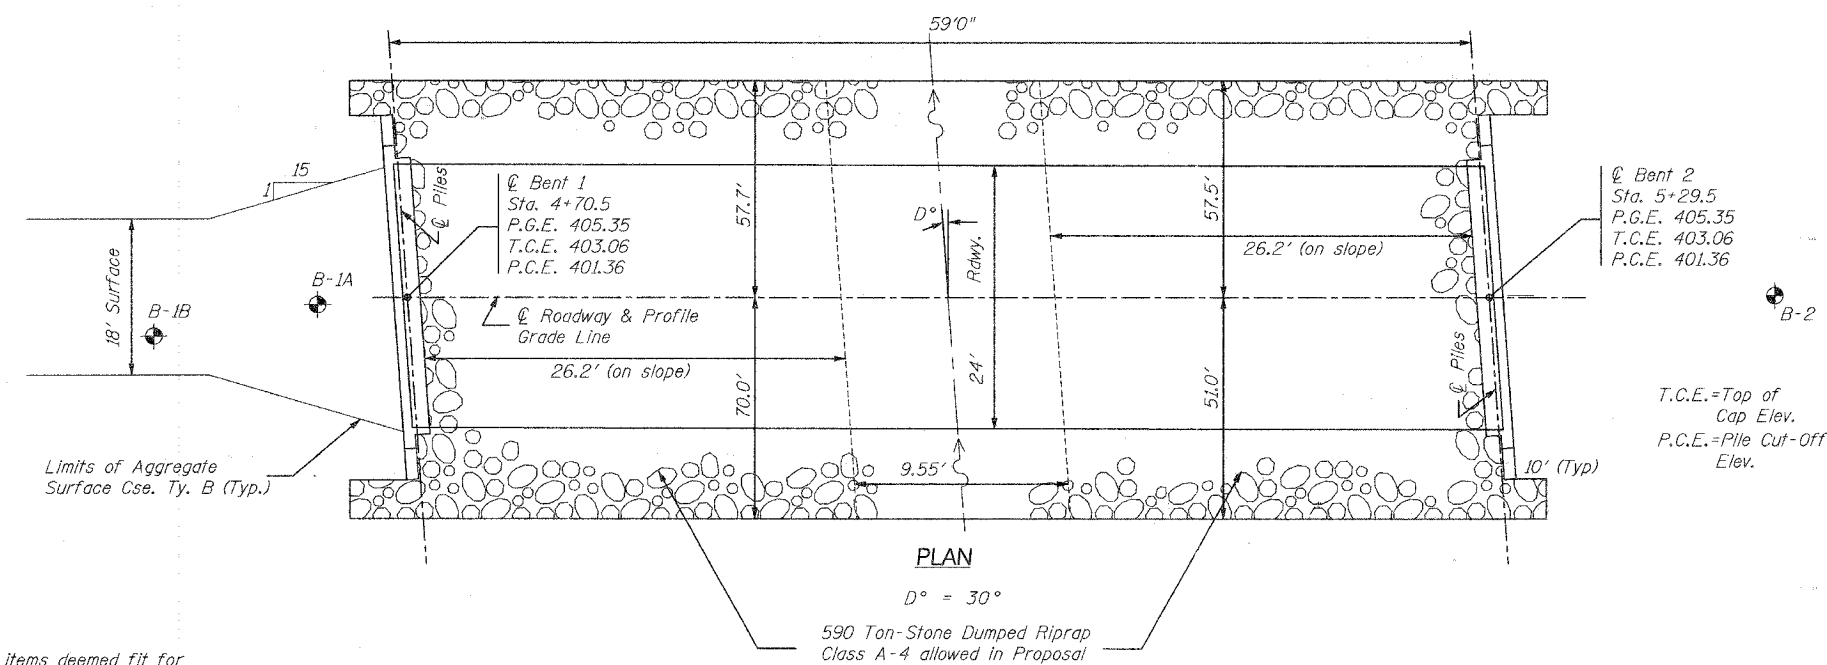 59'0"
15
1
18' Surface
B-1B
B-1A
℄ Piles
℄ Bent 1
Sta. 4+70.5
P.G.E. 405.35
T.C.E. 403.06
P.C.E. 401.36
℄ Roadway & Profile
Grade Line
26.2' (on slope)
57.7'
70.0'
D°
Rdwy.
24'
57.5'
51.0'
26.2' (on slope)
℄ Bent 2
Sta. 5+29.5
P.G.E. 405.35
T.C.E. 403.06
P.C.E. 401.36
B-2
℄ Piles
T.C.E.=Top of
Cap Elev.
P.C.E.=Pile Cut-Off
Elev.
Limits of Aggregate
Surface Cse. Ty. B (Typ.)
9.55'
10' (Typ)
PLAN
D° = 30°
590 Ton-Stone Dumped Riprap
Class A-4 allowed in Proposal
items deemed fit for